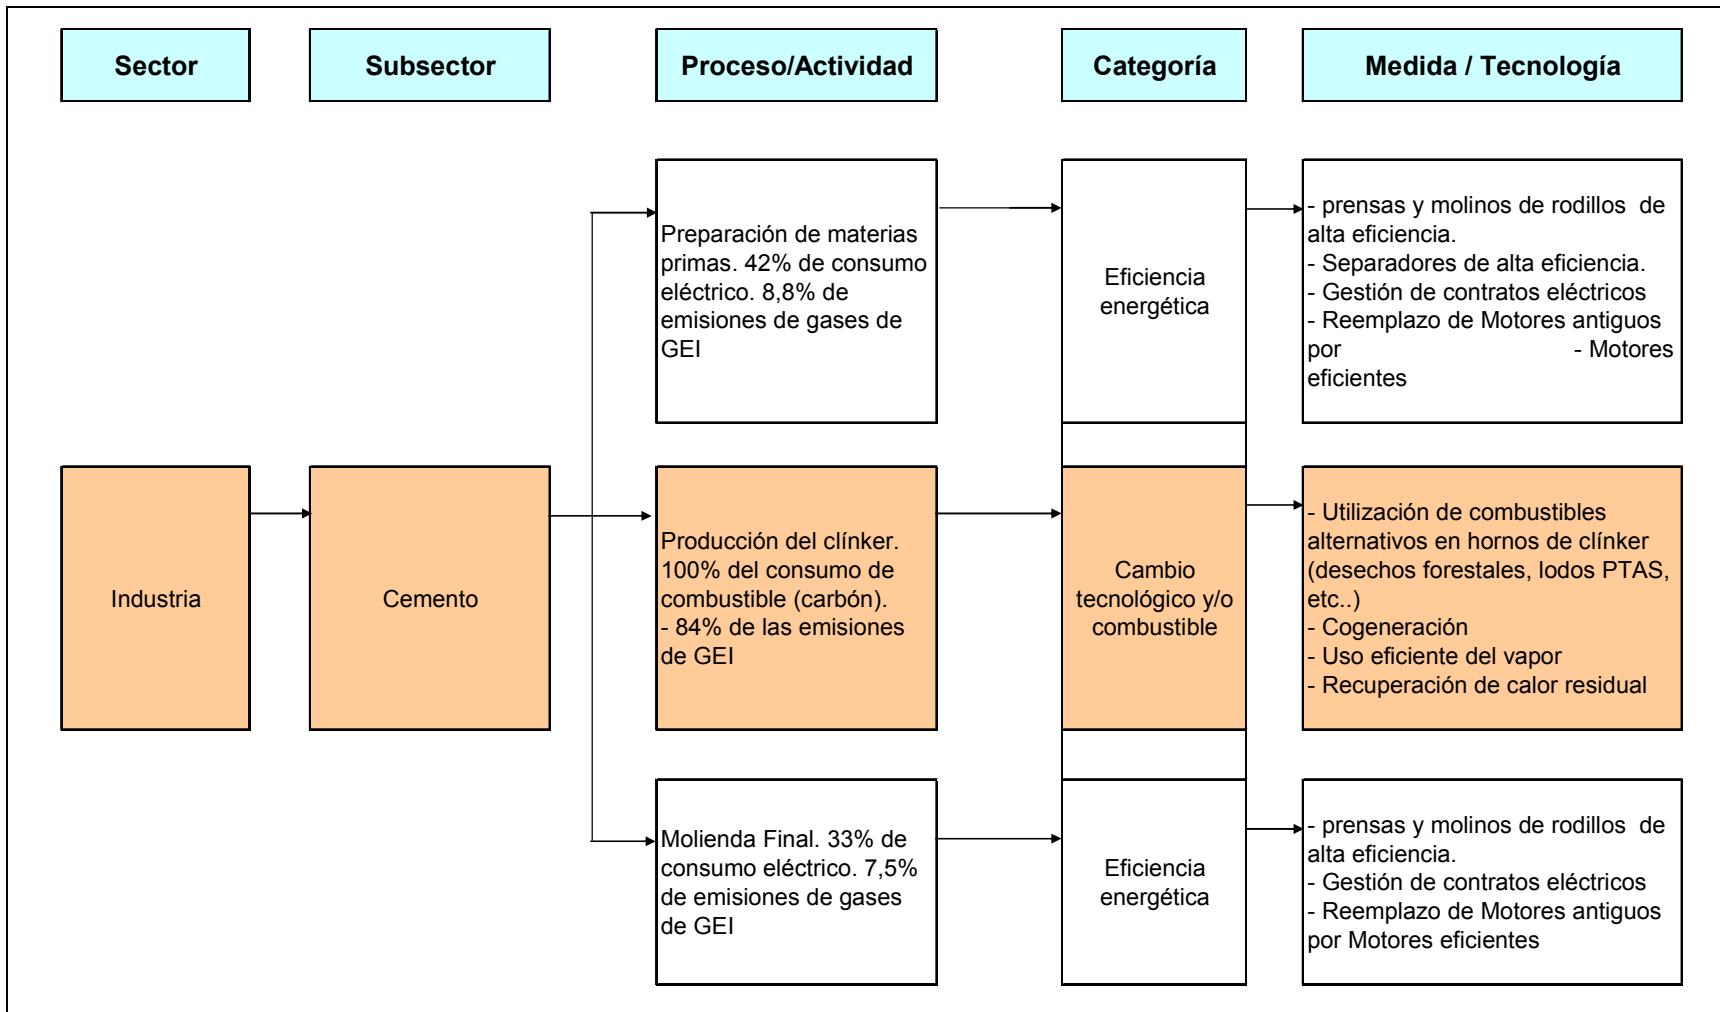 Sector
Subsector
Proceso/Actividad
Categoría
Medida / Tecnología
Preparación de materias
primas. 42% de consumo
eléctrico. 8,8% de
emisiones de gases de
GEI
Eficiencia
energética
- prensas y molinos de rodillos  de
alta eficiencia.
- Separadores de alta eficiencia.
- Gestión de contratos eléctricos
- Reemplazo de Motores antiguos
por - Motores
eficientes
Industria
Cemento
Producción del clínker.
100% del consumo de
combustible (carbón).
- 84% de las emisiones
de GEI
Cambio
tecnológico y/o
combustible
- Utilización de combustibles
alternativos en hornos de clínker
(desechos forestales, lodos PTAS,
etc..)
- Cogeneración
- Uso eficiente del vapor
- Recuperación de calor residual
Molienda Final. 33% de
consumo eléctrico. 7,5%
de emisiones de gases
de GEI
Eficiencia
energética
- prensas y molinos de rodillos  de
alta eficiencia.
- Gestión de contratos eléctricos
- Reemplazo de Motores antiguos
por Motores eficientes